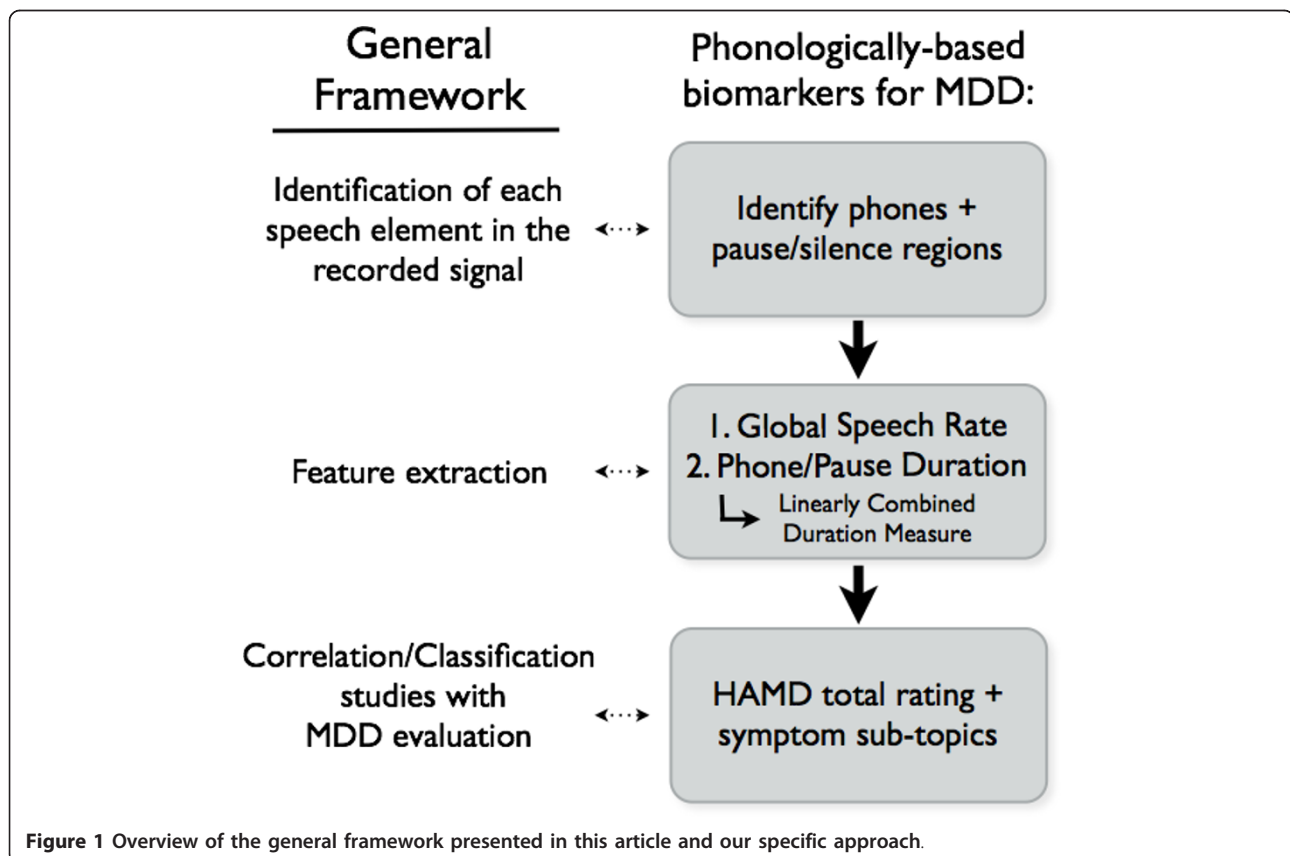 General
Framework
Phonologically-based
biomarkers for MDD:
Identification of each
speech element in the
recorded signal
Identify phones +
pause/silence regions
Feature extraction
1. Global Speech Rate
2. Phone/Pause Duration
Linearly Combined
Duration Measure
Correlation/Classification
studies with
MDD evaluation
HAMD total rating +
symptom sub-topics
Figure 1 Overview of the general framework presented in this article and our specific approach.